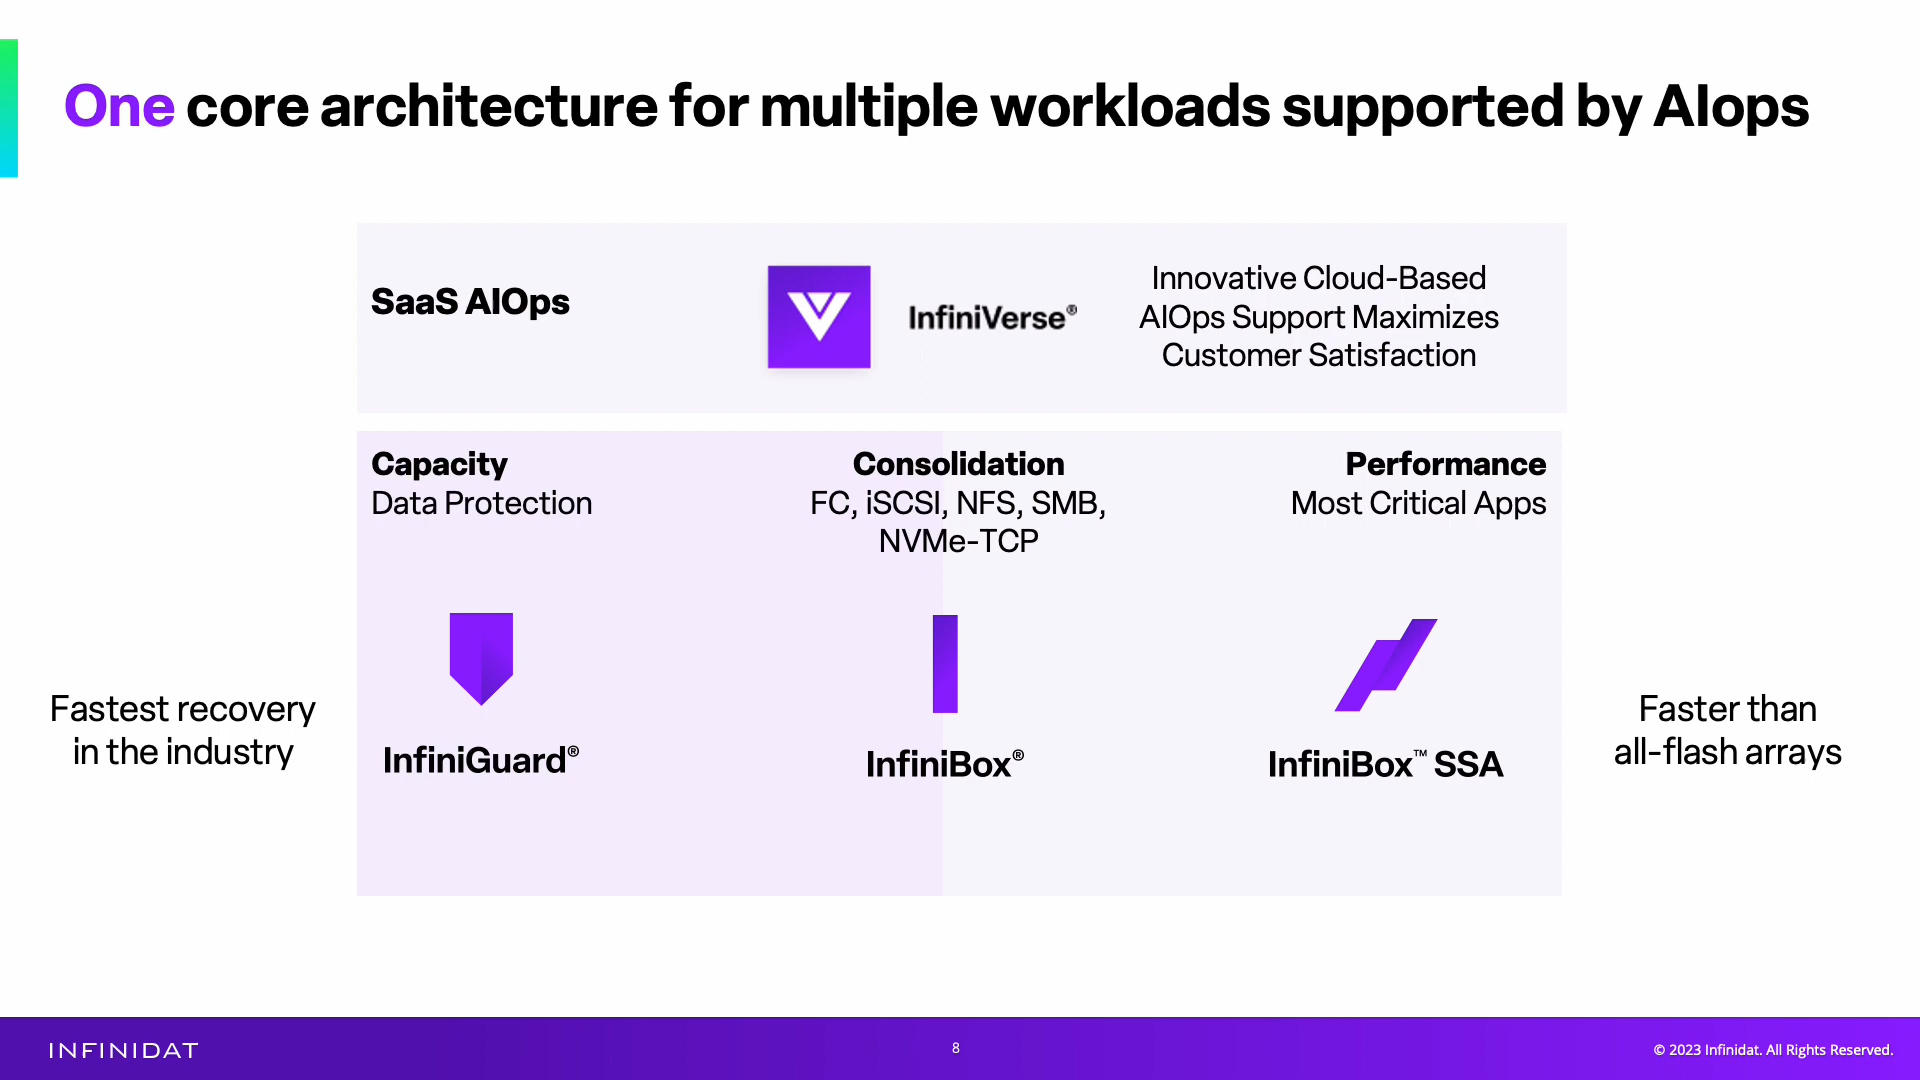 One core architecture for multiple workloads supported by AIops
SaaS AIOps
InfiniVerse®
Innovative Cloud-Based
AIOps Support Maximizes
Customer Satisfaction
Capacity
Data Protection
Consolidation
FC, iSCSI, NFS, SMB,
NVMe-TCP
Performance
Most Critical Apps
Fastest recovery
in the industry
InfiniGuard®
InfiniBox®
InfiniBox™ SSA
Faster than
all-flash arrays
INFINIDAT
8
© 2023 Infinidat. All Rights Reserved.